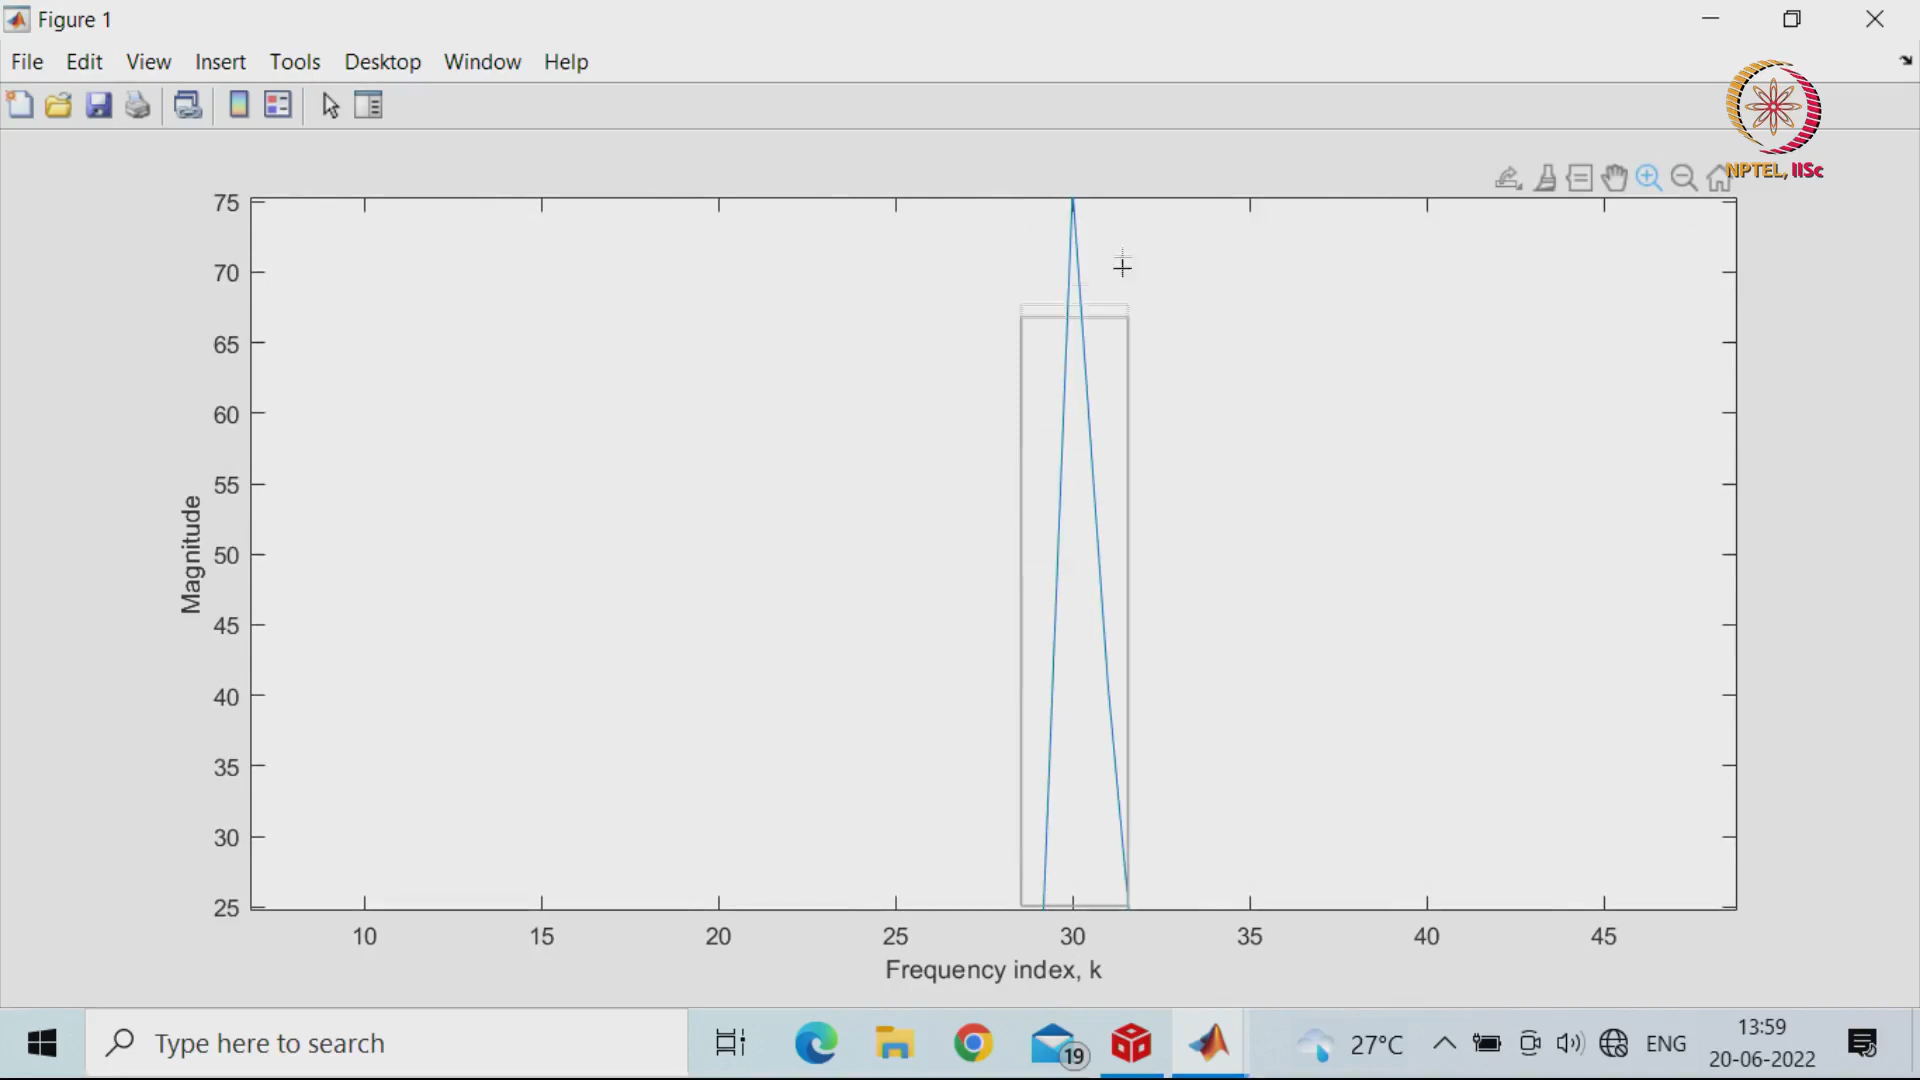 Figure 1
File Edit View Insert Tools Desktop Window Help
NPTEL, IISc
75
70
65
60
55
50
45
40
35
30
25
Magnitude
10 15 20 25 30 35 40 45
Frequency index, k
Type here to search
19
27°C
ENG
13:59
20-06-2022